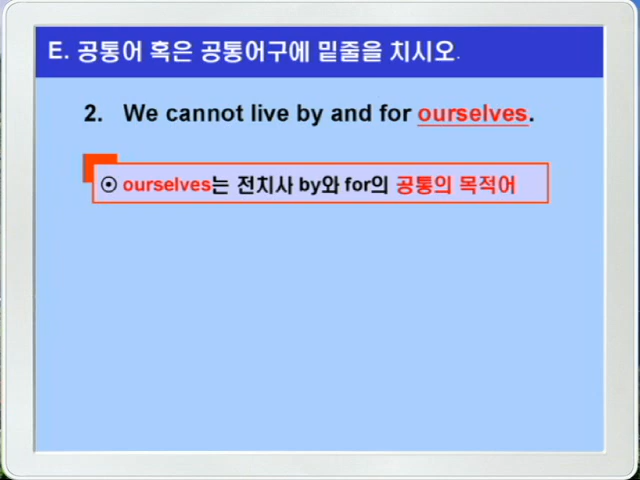 E. 공통어 혹은 공통어구에 밑줄을 치시오.
2. We cannot live by and for ourselves.
⊙ ourselves는 전치사 by와 for의 공통의 목적어